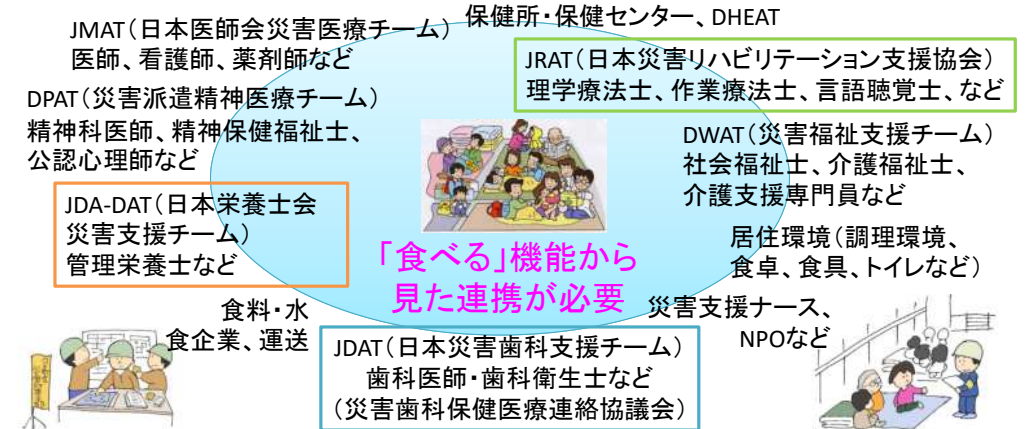 保健所・保健センター、DHEAT
JMAT（日本医師会災害医療チーム）
医師、看護師、薬剤師など
JRAT（日本災害リハビリテーション支援協会）
理学療法士、作業療法士、言語聴覚士、など
DPAT（災害派遣精神医療チーム）
精神科医師、精神保健福祉士、
公認心理師など
DWAT（災害福祉支援チーム）
社会福祉士、介護福祉士、
介護支援専門員など
JDA-DAT（日本栄養士会
災害支援チーム）
管理栄養士など
居住環境（調理環境、
食卓、食具、トイレなど）
「食べる」機能から
見た連携が必要
食料・水
食企業、運送
災害支援ナース、
NPOなど
JDAT（日本災害歯科支援チーム）
歯科医師・歯科衛生士など
（災害歯科保健医療連絡協議会）